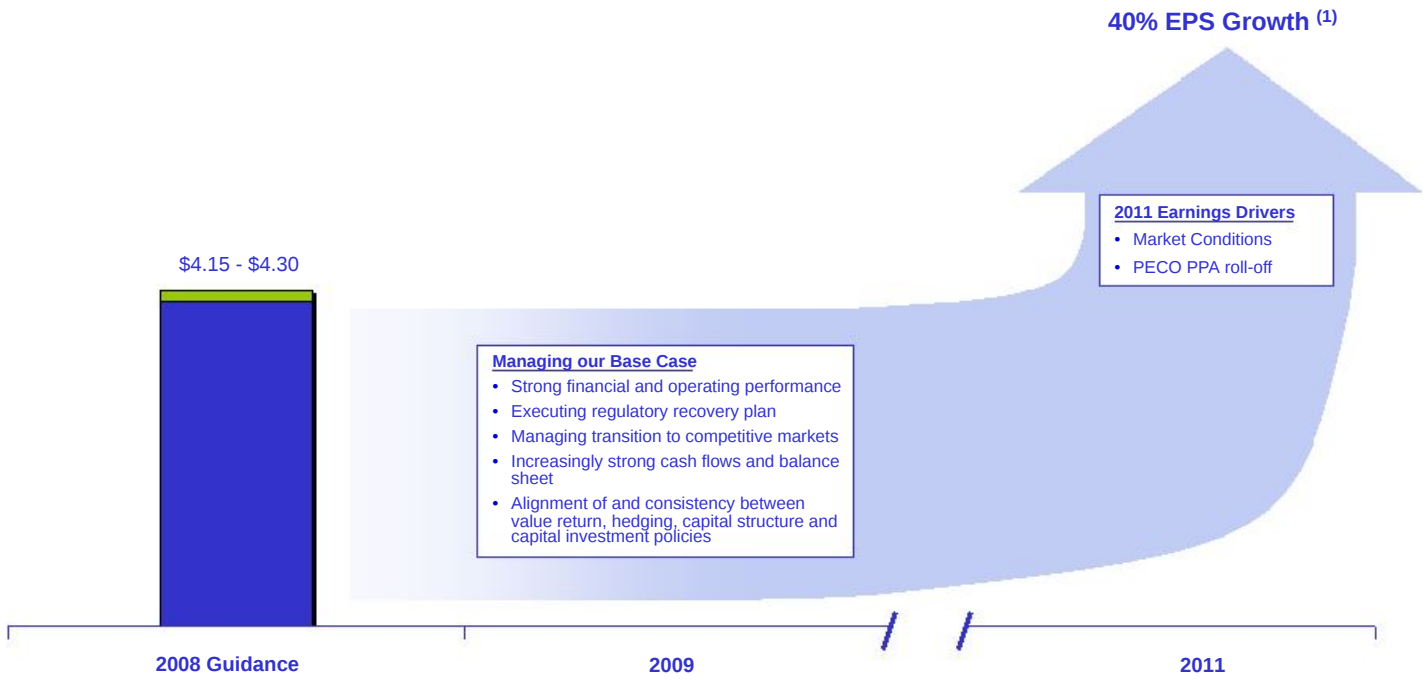 40% EPS Growth (1)
2011 Earnings Drivers
• Market Conditions
• PECO PPA roll-off
$4.15 - $4.30
Managing our Base Case
• Strong financial and operating performance
• Executing regulatory recovery plan
• Managing transition to competitive markets
• Increasingly strong cash flows and balance
sheet
• Alignment of and consistency between
value return, hedging, capital structure and
capital investment policies
2008 Guidance
2009
2011